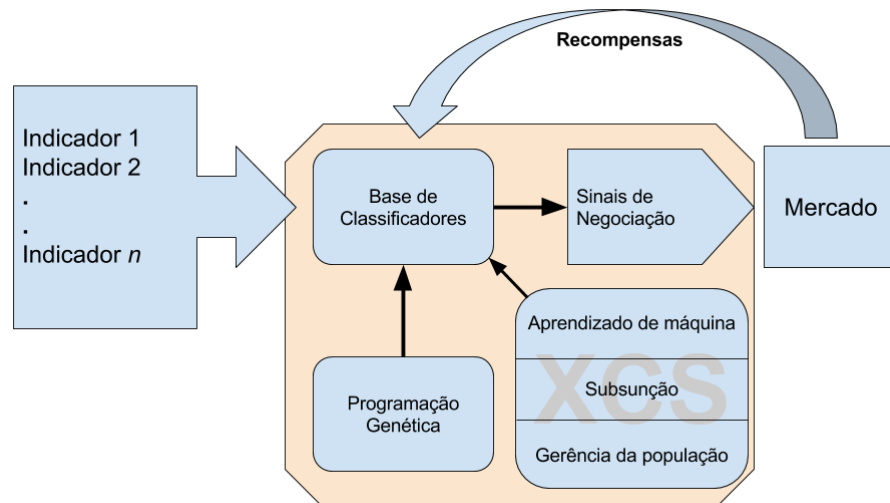 Recompensas
Indicador 1
Indicador 2
.
.
Indicador n
Base de
Classificadores
Sinais de
Negociação
Mercado
Programação
Genética
Aprendizado de máquina
XCS
Subsunção
Gerência da população